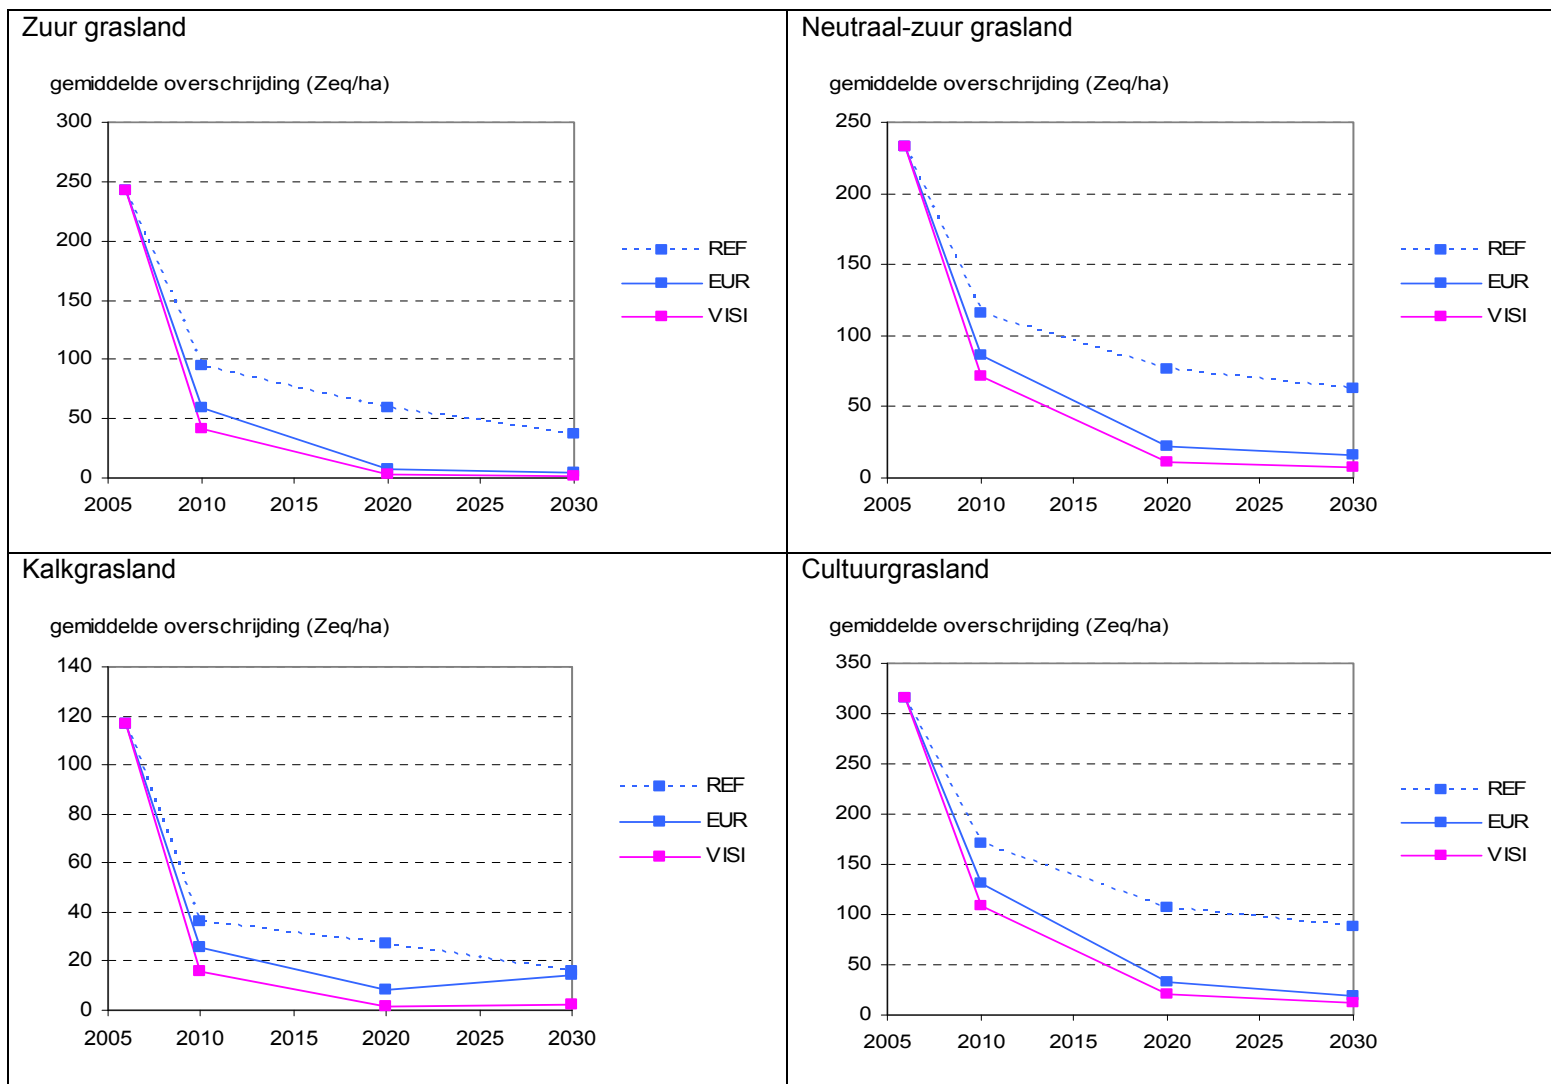 Zuur grasland
gemiddelde overschrijding (Zeq/ha)
300
250
200
150
100
50
0
2005 2010 2015 2020 2025 2030
REF
EUR
VISI
Neutraal-zuur grasland
gemiddelde overschrijding (Zeq/ha)
250
200
150
100
50
0
2005 2010 2015 2020 2025 2030
REF
EUR
VISI
Kalkgrasland
gemiddelde overschrijding (Zeq/ha)
140
120
100
80
60
40
20
0
2005 2010 2015 2020 2025 2030
REF
EUR
VISI
Cultuurgrasland
gemiddelde overschrijding (Zeq/ha)
350
300
250
200
150
100
50
0
2005 2010 2015 2020 2025 2030
REF
EUR
VISI